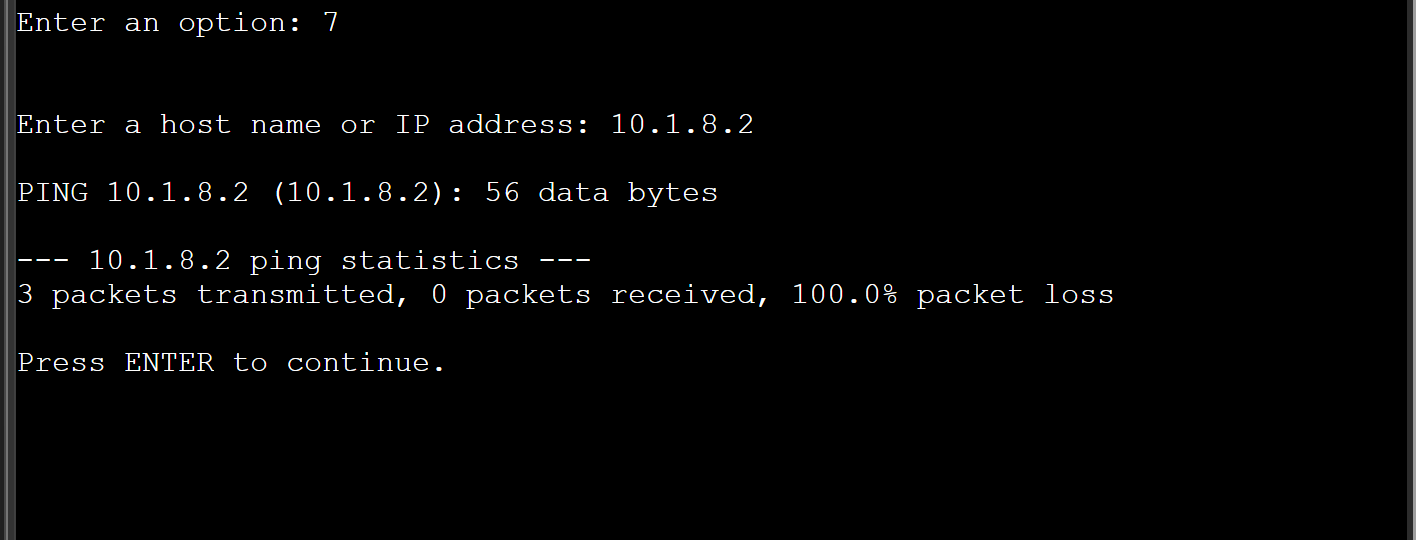 Enter an option: 7
Enter a host name or IP address: 10.1.8.2
PING 10.1.8.2 (10.1.8.2): 56 data bytes
--- 10.1.8.2 ping statistics ---
3 packets transmitted, 0 packets received, 100.0% packet loss
Press ENTER to continue.